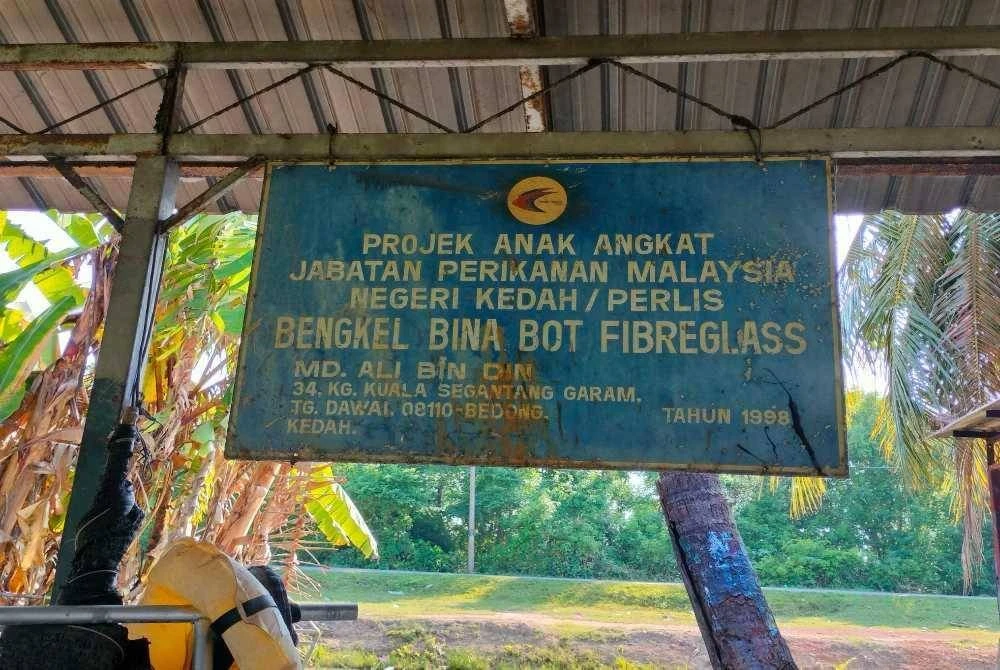 PROJEK ANAK ANGKAT
JABATAN PERIKANAN MALAYSIA
NEGERI KEDAH/PERLIS
BENGKEL BINA BOT FIBREGLASS
MD. ALI BIN DIN
34. KG. KUALA SEGANTANG GARAM.
TG. DAWAI. 08110-BEDONG.
KEDAH.
TAHUN 1998